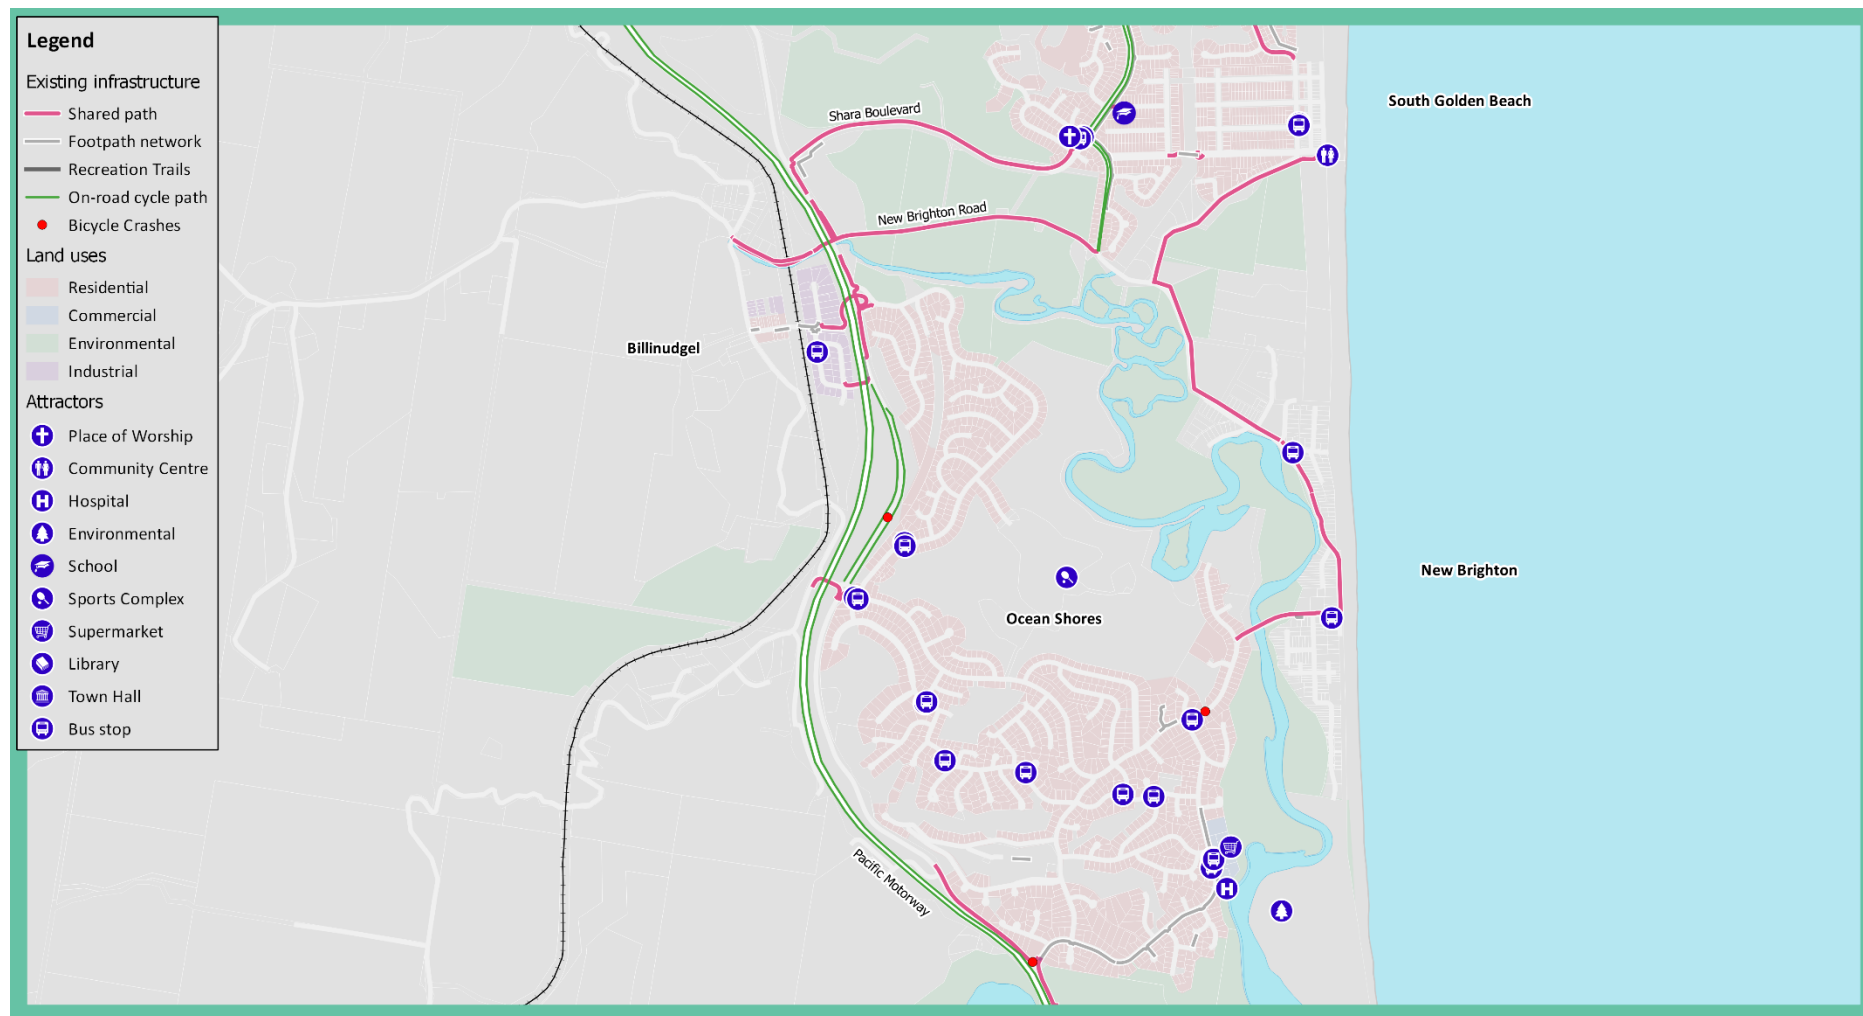 Legend
Existing infrastructure
Shared path
Footpath network
Recreation Trails
On-road cycle path
Bicycle Crashes
Land uses
Residential
Commercial
Environmental
Industrial
Attractors
Place of Worship
Community Centre
Hospital
Environmental
School
Sports Complex
Supermarket
Library
Town Hall
Bus stop
Shara Boulevard
South Golden Beach
New Brighton Road
Billinudgel
New Brighton
Ocean Shores
Pacific Motorway